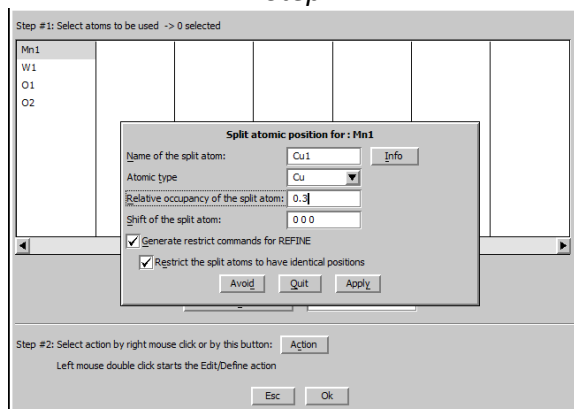 Step #1: Select atoms to be used -> 0 selected
Mn1
W1
O1
O2
Split atomic position for : Mn1
Name of the split atom: Cu1 Info
Atomic type Cu
Relative occupancy of the split atom: 0.3
Shift of the split atom: 0 0 0
Generate restrict commands for REFINE
Restrict the split atoms to have identical positions
Avoid Quit Apply
Step #2: Select action by right mouse click or by this button: Action
Left mouse double click starts the Edit/Define action
Esc Ok